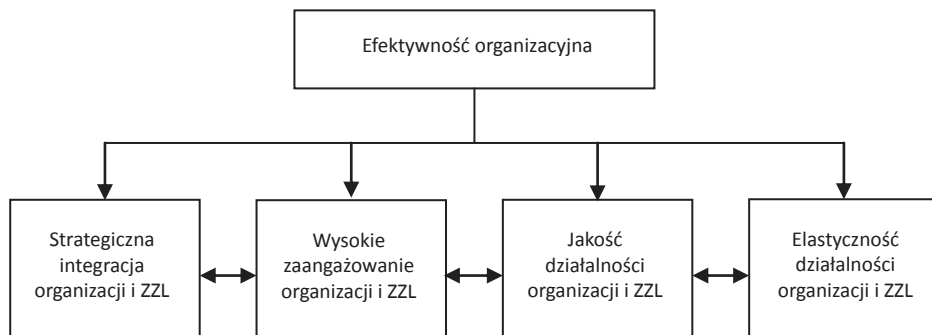 Efektywność organizacyjna
Strategiczna
integracja
organizacji i ZZL
Wysokie
zaangażowanie
organizacji i ZZL
Jakość
działalności
organizacji i ZZL
Elastyczność
działalności
organizacji i ZZL